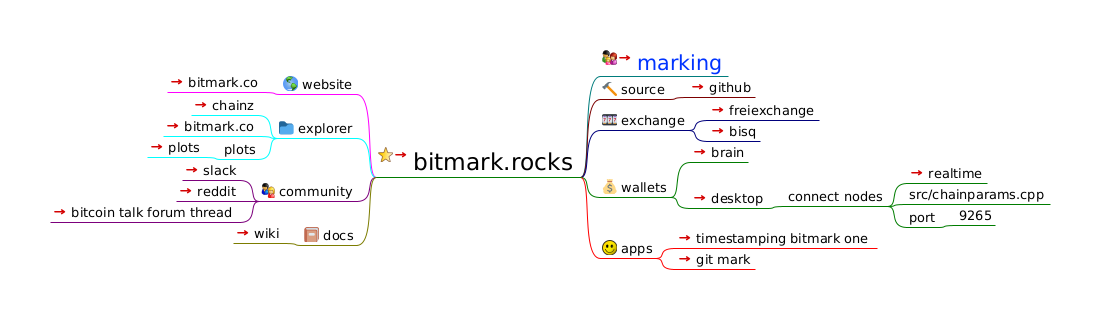 bitmark.rocks
website
bitmark.co
explorer
chainz
bitmark.co
plots
plots
community
slack
reddit
bitcoin talk forum thread
docs
wiki
marking
source
github
exchange
freiexchange
bisq
wallets
brain
desktop
connect nodes
realtime
src/chainparams.cpp
port
9265
apps
timestamping bitmark one
git mark